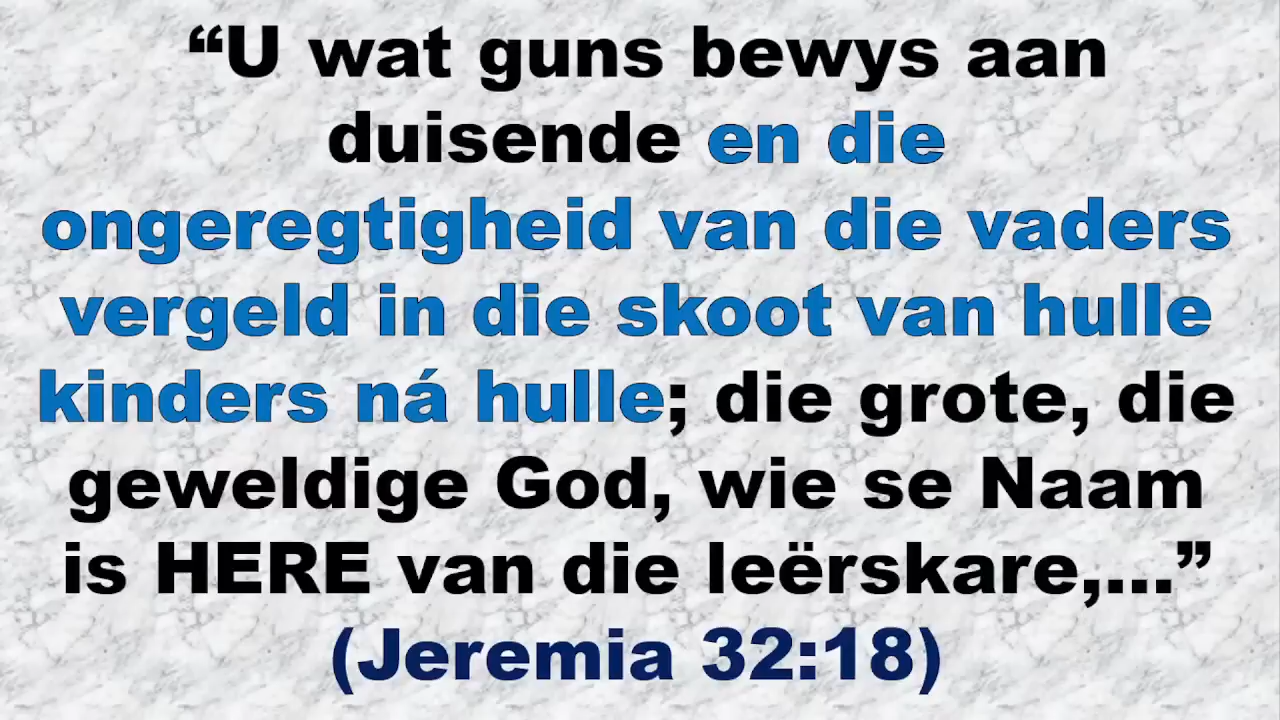 “U wat guns bewys aan
duisende en die
ongeregtigheid van die vaders
vergeld in die skoot van hulle
kinders ná hulle; die grote, die
geweldige God, wie se Naam
is HERE van die leërskare,...”
(Jeremia 32:18)